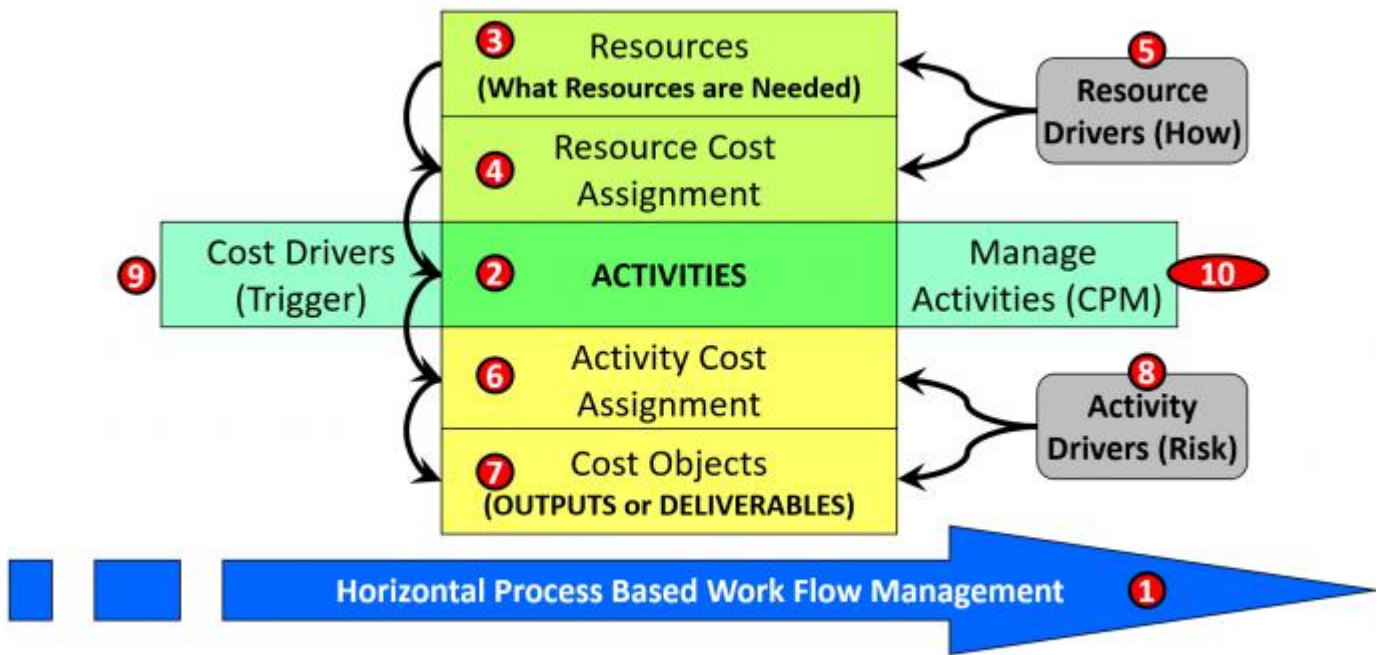 3
Resources
(What Resources are Needed)
5
Resource
Drivers (How)
4
Resource Cost
Assignment
9
Cost Drivers
(Trigger)
2
ACTIVITIES
Manage
Activities (CPM)
10
6
Activity Cost
Assignment
8
Activity
Drivers (Risk)
7
Cost Objects
(OUTPUTS or DELIVERABLES)
Horizontal Process Based Work Flow Management
1